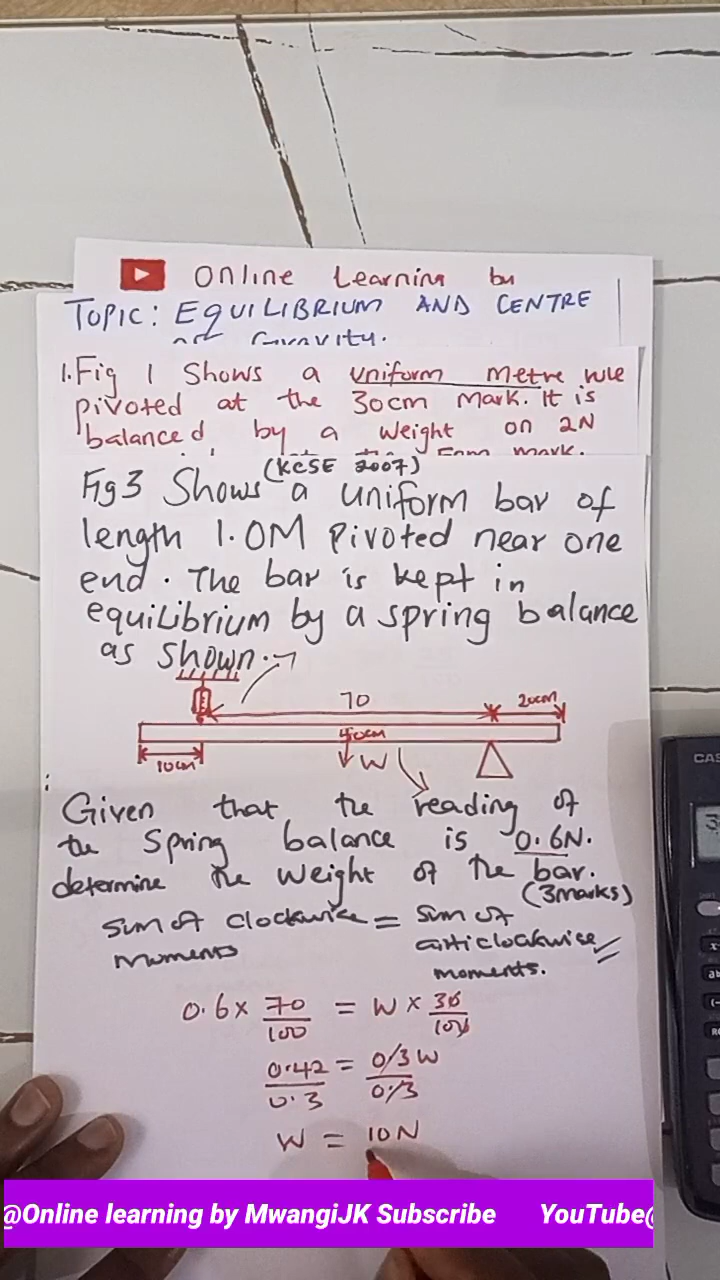 Online Learning by
TOPIC: EQUILIBRIUM AND CENTRE
OF Gravity.
1. Fig 1 Shows a uniform metre rule
pivoted at the 30cm mark. It is
balanced by a weight on 2N
mark.
(KCSE 2007)
Fig 3 Shows a uniform bar of
length 1.0M pivoted near one
end. The bar is kept in
equilibrium by a spring balance
as shown.
70
20cm
10cm
W
Given that the reading of
the spring balance is 0.6N.
determine the weight of the bar.
(3marks)
Sum of clockwise = Sum of
moments anticlockwise
moments.
0.6 x 70/100 = W x 30/100
0.42/0.3 = 0.3W/0.3
W = 10N
CAS
@Online learning by MwangiJK Subscribe YouTube@